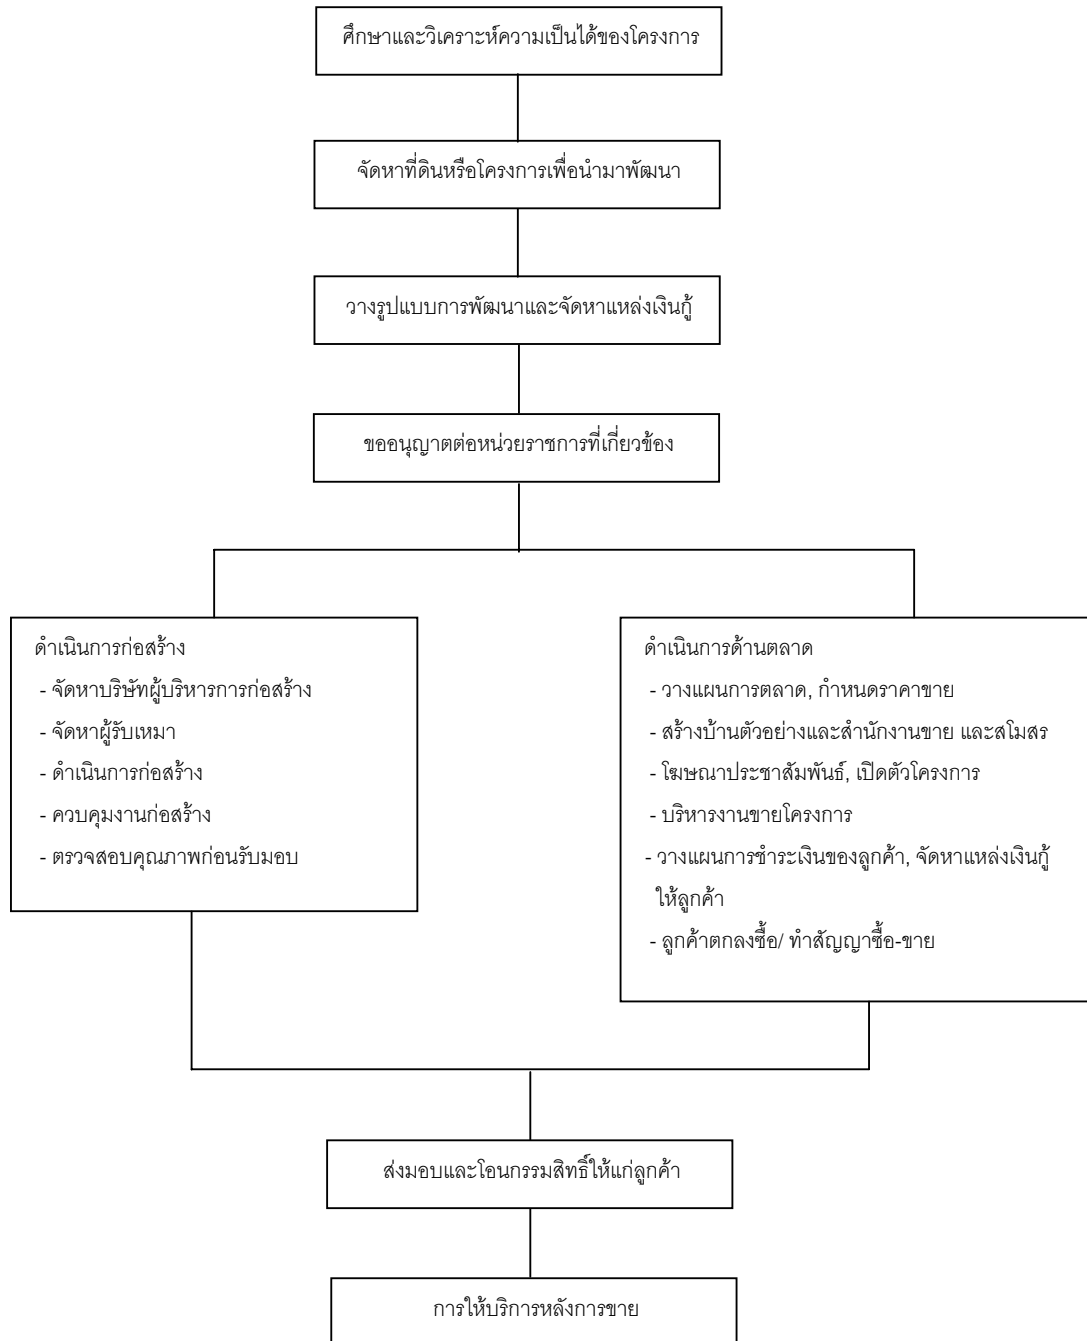 ศึกษาและวิเคราะห์ความเป็นได้ของโครงการ
จัดหาที่ดินหรือโครงการเพื่อนำมาพัฒนา
วางรูปแบบการพัฒนาและจัดหาแหล่งเงินกู้
ขออนุญาตต่อหน่วยราชการที่เกี่ยวข้อง
ดำเนินการก่อสร้าง
- จัดหาบริษัทผู้บริหารการก่อสร้าง
- จัดหาผู้รับเหมา
- ดำเนินการก่อสร้าง
- ควบคุมงานก่อสร้าง
- ตรวจสอบคุณภาพก่อนรับมอบ
ดำเนินการด้านตลาด
- วางแผนการตลาด, กำหนดราคาขาย
- สร้างบ้านตัวอย่างและสำนักงานขาย และสโมสร
- โฆษณาประชาสัมพันธ์, เปิดตัวโครงการ
- บริหารงานขายโครงการ
- วางแผนการชำระเงินของลูกค้า, จัดหาแหล่งเงินกู้
ให้ลูกค้า
- ลูกค้าตกลงซื้อ/ ทำสัญญาซื้อ-ขาย
ส่งมอบและโอนกรรมสิทธิ์ให้แก่ลูกค้า
การให้บริการหลังการขาย